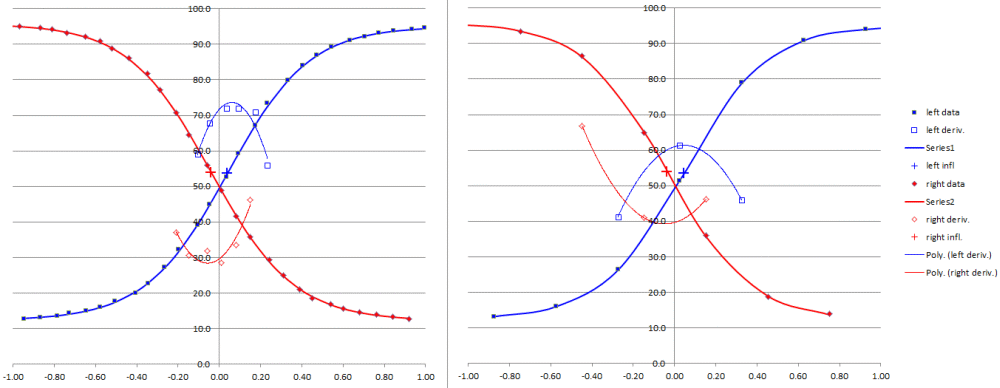 100.0
90.0
80.0
70.0
60.0
50.0
40.0
30.0
20.0
10.0
0.0
-1.00 -0.80 -0.60 -0.40 -0.20 0.00 0.20 0.40 0.60 0.80 1.00
100.0
90.0
80.0
70.0
60.0
50.0
40.0
30.0
20.0
10.0
0.0
-1.00 -0.80 -0.60 -0.40 -0.20 0.00 0.20 0.40 0.60 0.80 1.00
left data
left deriv.
Series1
left infl
right data
Series2
right deriv.
right infl.
Poly. (left deriv.)
Poly. (right deriv.)